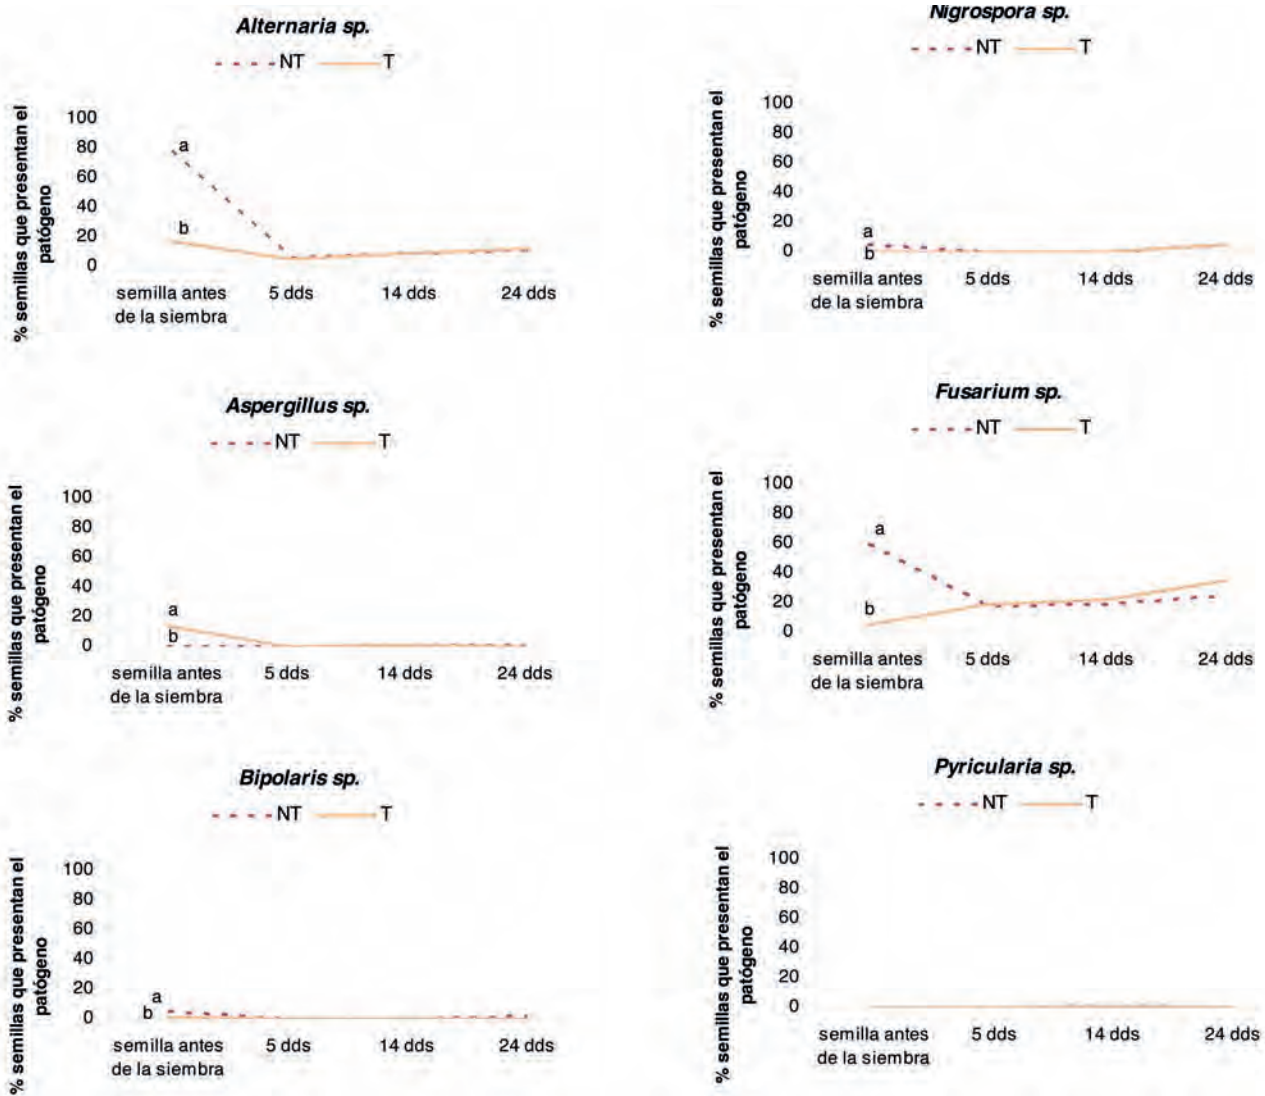 Alternaria sp.
NT T
% semillas que presentan el
patógeno
100
80
60
40
20
0
a
b
semilla antes
de la siembra
5 dds
14 dds
24 dds
Nigrospora sp.
NT T
% semillas que presentan el
patógeno
100
80
60
40
20
0
a
b
semilla antes
de la siembra
5 dds
14 dds
24 dds
Aspergillus sp.
NT T
% semillas que presentan el
patógeno
100
80
60
40
20
0
a
b
semilla antes
de la siembra
5 dds
14 dds
24 dds
Fusarium sp.
NT T
% semillas que presentan el
patógeno
100
80
60
40
20
0
a
b
semilla antes
de la siembra
5 dds
14 dds
24 dds
Bipolaris sp.
NT T
% semillas que presentan el
patógeno
100
80
60
40
20
0
a
b
semilla antes
de la siembra
5 dds
14 dds
24 dds
Pyricularia sp.
NT T
% semillas que presentan el
patógeno
100
80
60
40
20
0
semilla antes
de la siembra
5 dds
14 dds
24 dds